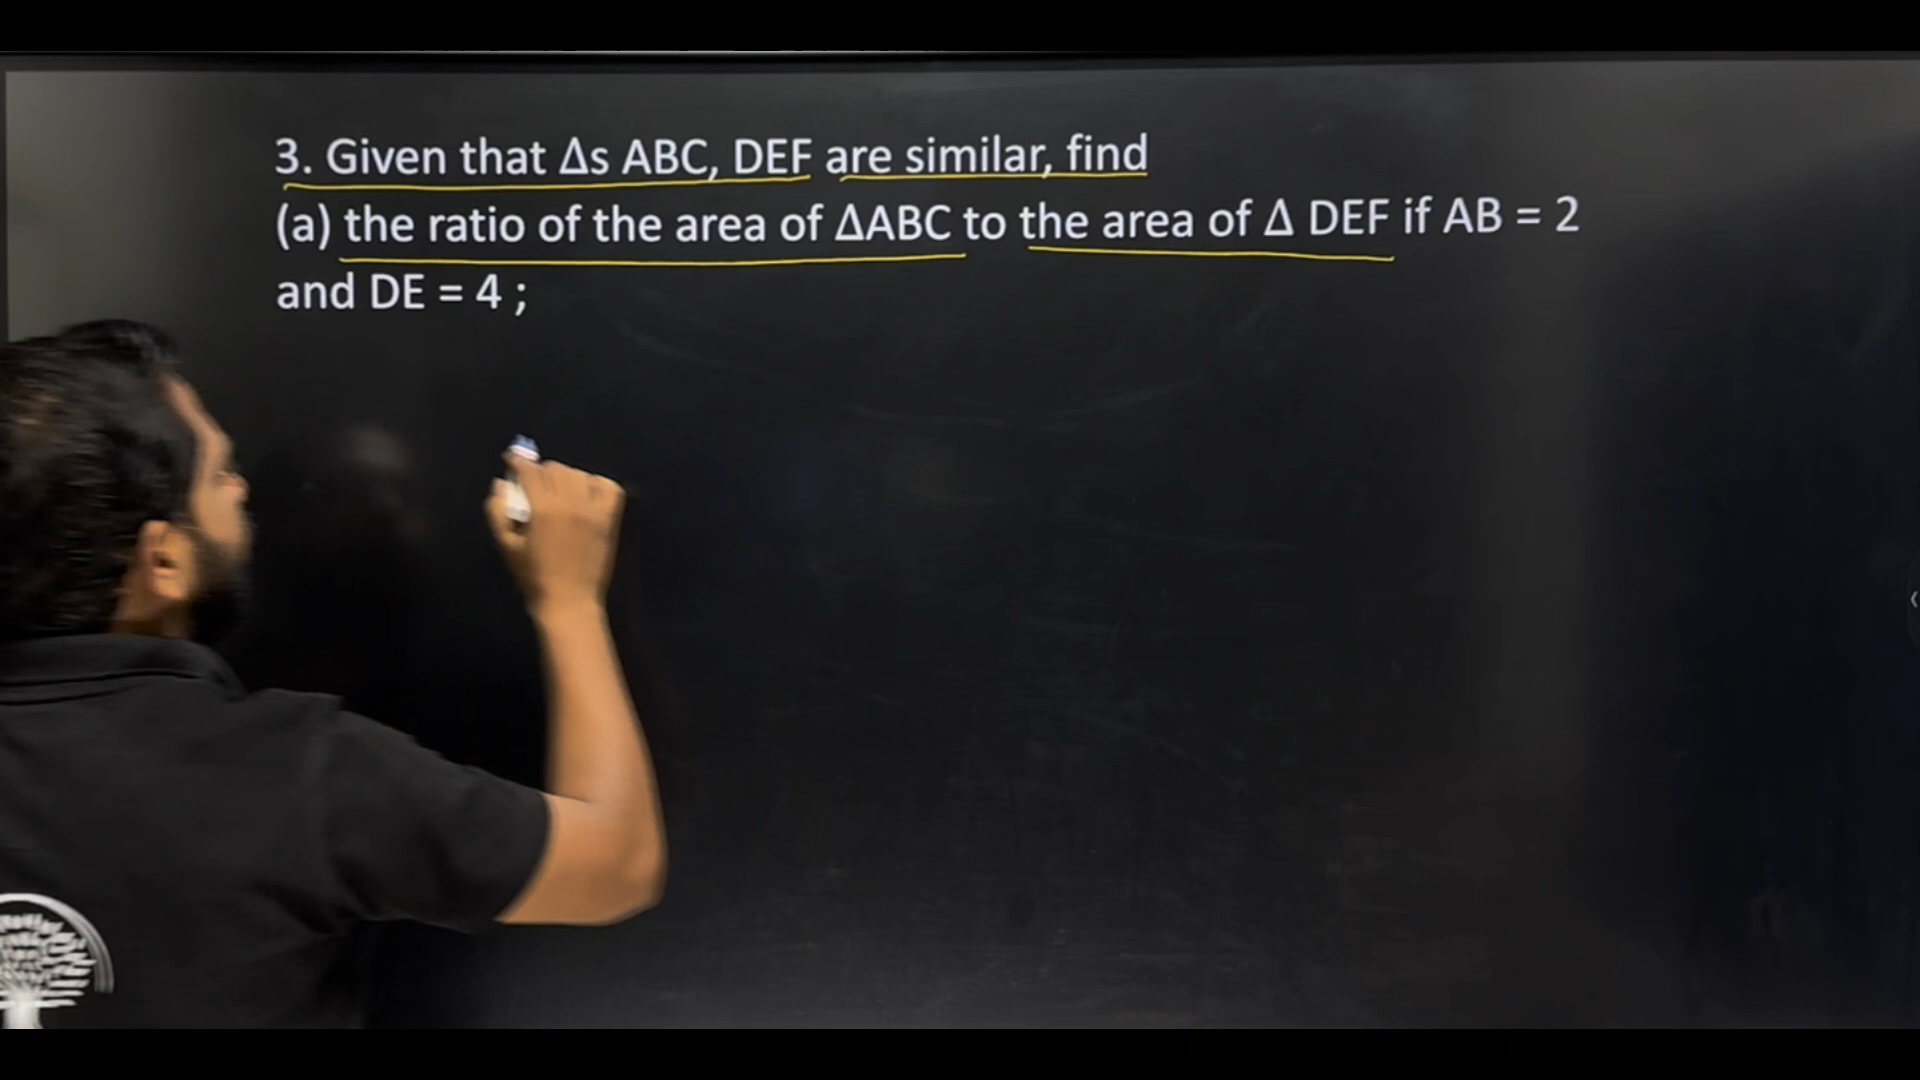 3. Given that Δs ABC, DEF are similar, find
(a) the ratio of the area of ΔABC to the area of Δ DEF if AB = 2
and DE = 4 ;